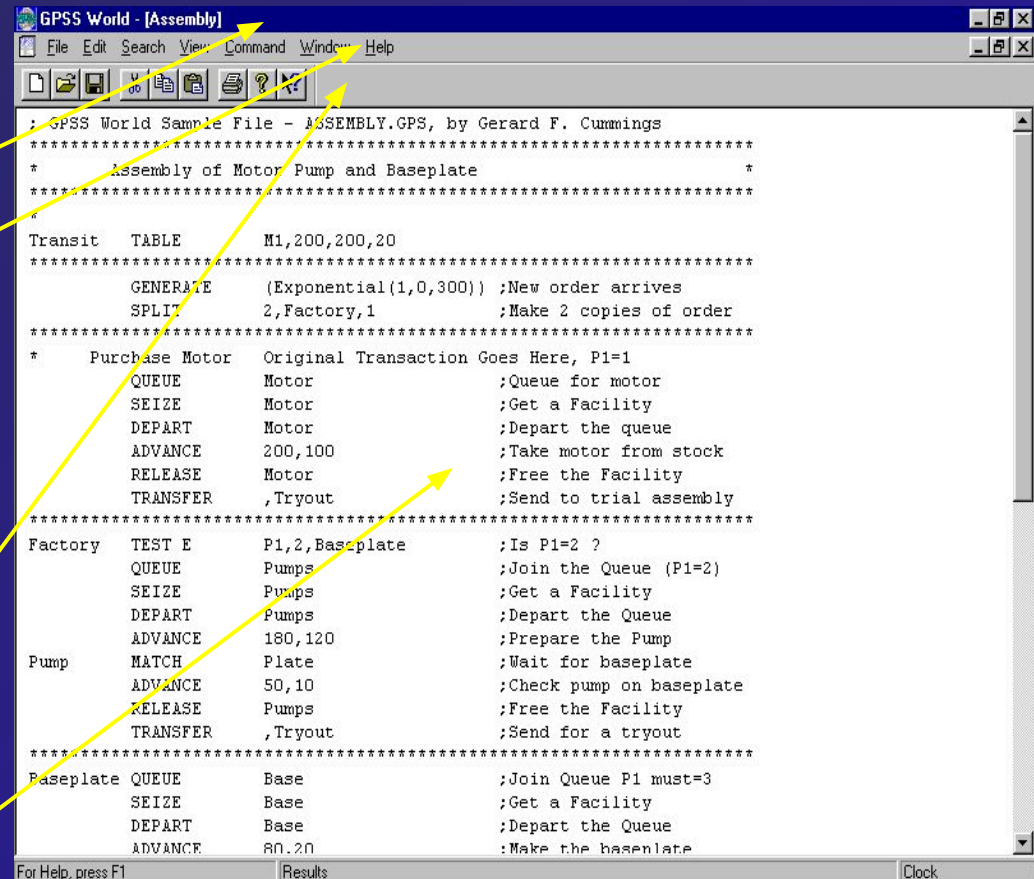 GPSS World - [Assembly]
File Edit Search View Command Window Help
; GPSS World Sample File - ASSEMBLY.GPS, by Gerard F. Cummings
***********************************************************************
* Assembly of Motor Pump and Baseplate *
***********************************************************************
*
Transit TABLE M1,200,200,20
***********************************************************************
GENERATE (Exponential(1,0,300)) ;New order arrives
SPLIT 2,Factory,1 ;Make 2 copies of order
***********************************************************************
* Purchase Motor Original Transaction Goes Here, P1=1
QUEUE Motor ;Queue for motor
SEIZE Motor ;Get a Facility
DEPART Motor ;Depart the queue
ADVANCE 200,100 ;Take motor from stock
RELEASE Motor ;Free the Facility
TRANSFER ,Tryout ;Send to trial assembly
***********************************************************************
Factory TEST E P1,2,Baseplate ;Is P1=2 ?
QUEUE Pumps ;Join the Queue (P1=2)
SEIZE Pumps ;Get a Facility
DEPART Pumps ;Depart the Queue
ADVANCE 180,120 ;Prepare the Pump
Pump MATCH Plate ;Wait for baseplate
ADVANCE 50,10 ;Check pump on baseplate
RELEASE Pumps ;Free the Facility
TRANSFER ,Tryout ;Send for a tryout
***********************************************************************
Baseplate QUEUE Base ;Join Queue P1 must=3
SEIZE Base ;Get a Facility
DEPART Base ;Depart the Queue
ADVANCE 80,20 ;Make the baseplate
For Help, press F1 Results Clock